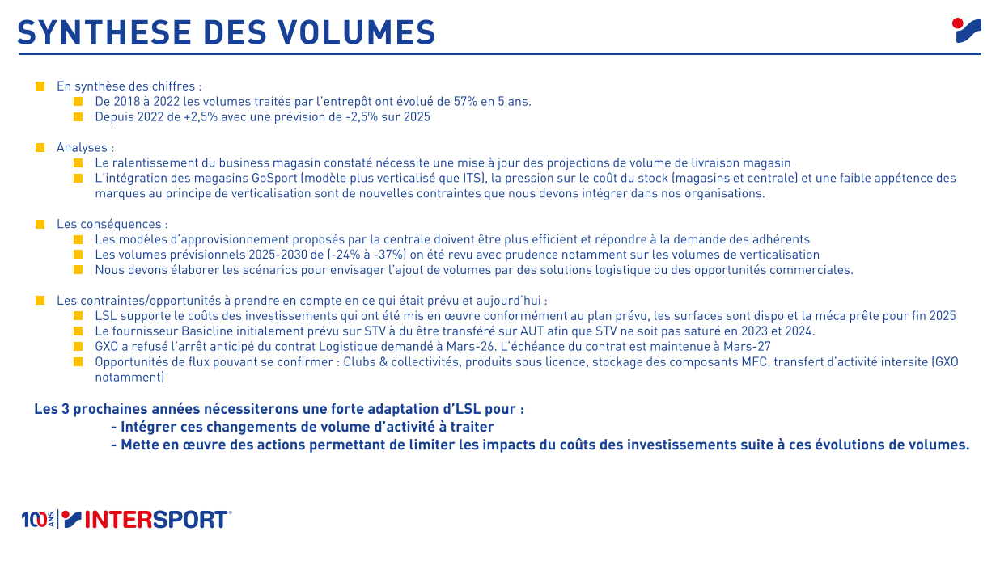 SYNTHESE DES VOLUMES
En synthèse des chiffres :
De 2018 à 2022 les volumes traités par l’entrepôt ont évolué de 57% en 5 ans.
Depuis 2022 de +2,5% avec une prévision de -2,5% sur 2025
Analyses :
Le ralentissement du business magasin constaté nécessite une mise à jour des projections de volume de livraison magasin
L’intégration des magasins GoSport (modèle plus verticalisé que ITS), la pression sur le coût du stock (magasins et centrale) et une faible appétence des
marques au principe de verticalisation sont de nouvelles contraintes que nous devons intégrer dans nos organisations.
Les conséquences :
Les modèles d’approvisionnement proposés par la centrale doivent être plus efficient et répondre à la demande des adhérents
Les volumes prévisionnels 2025-2030 de (-24% à -37%) on été revu avec prudence notamment sur les volumes de verticalisation
Nous devons élaborer les scénarios pour envisager l’ajout de volumes par des solutions logistique ou des opportunités commerciales.
Les contraintes/opportunités à prendre en compte en ce qui était prévu et aujourd’hui :
LSL supporte le coûts des investissements qui ont été mis en œuvre conformément au plan prévu, les surfaces sont dispo et la méca prête pour fin 2025
Le fournisseur Basicline initialement prévu sur STV à du être transféré sur AUT afin que STV ne soit pas saturé en 2023 et 2024.
GXO a refusé l’arrêt anticipé du contrat Logistique demandé à Mars-26. L’échéance du contrat est maintenue à Mars-27
Opportunités de flux pouvant se confirmer : Clubs & collectivités, produits sous licence, stockage des composants MFC, transfert d’activité intersite (GXO
notamment)
Les 3 prochaines années nécessiterons une forte adaptation d’LSL pour :
- Intégrer ces changements de volume d’activité à traiter
- Mette en œuvre des actions permettant de limiter les impacts du coûts des investissements suite à ces évolutions de volumes.
100 ANS INTERSPORT®